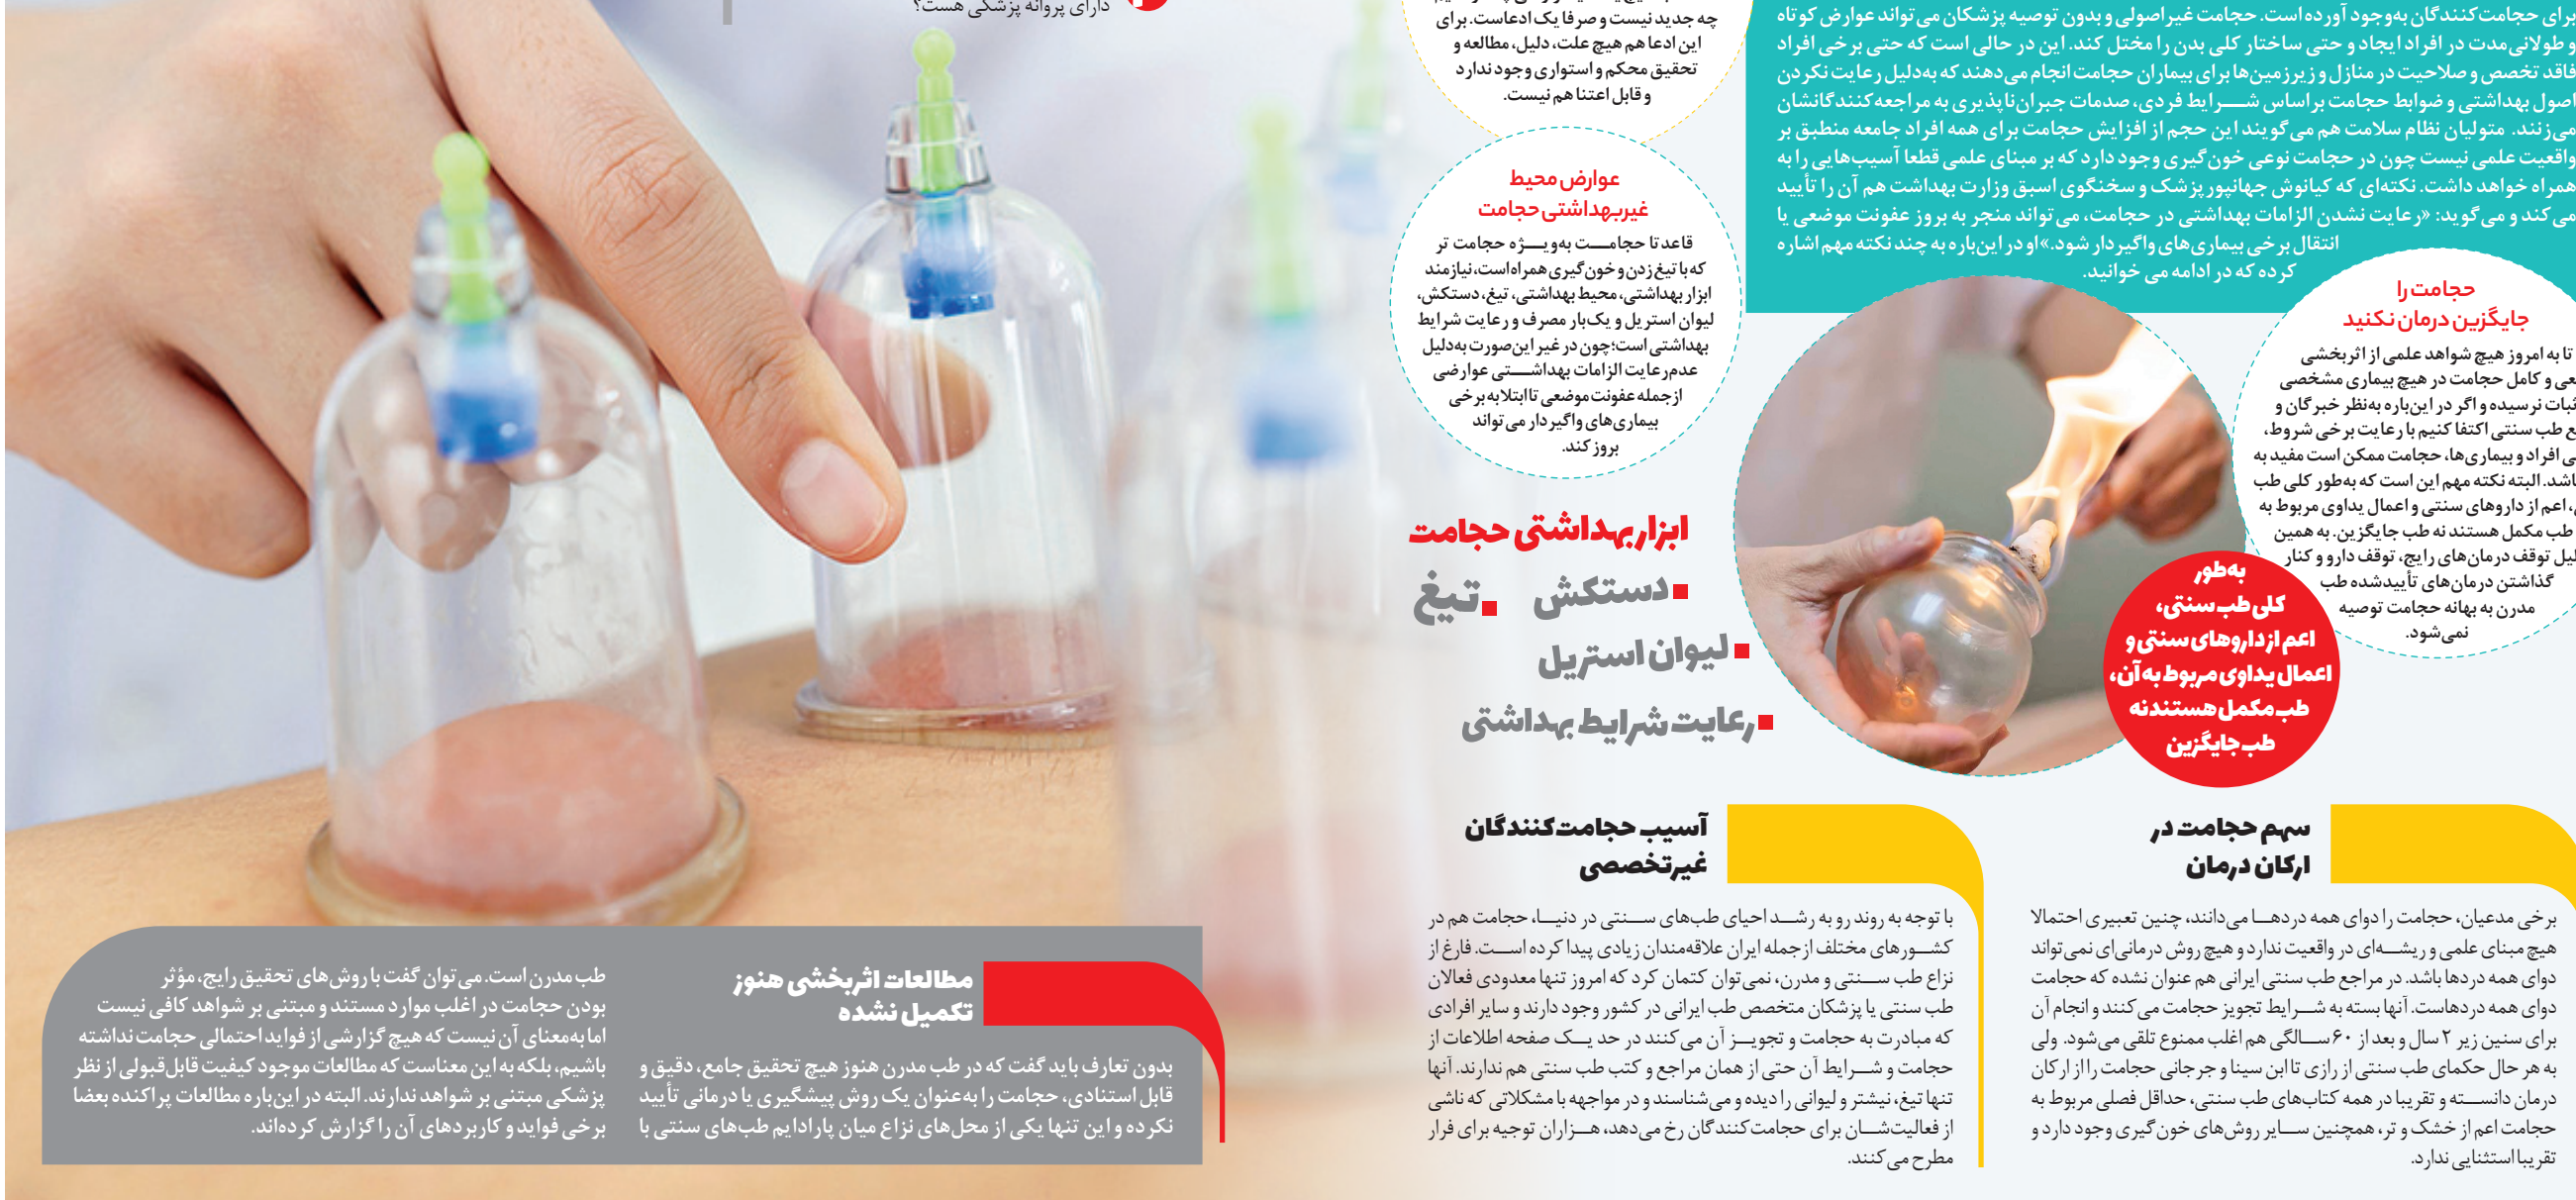 برای حجامت‌کنندگان به‌وجود آورده است. حجامت غیراصولی و بدون توصیه پزشکان می‌تواند عوارض کوتاه
و طولانی‌مدت در افراد ایجاد و حتی ساختار کلی بدن را مختل کند. این در حالی است که حتی برخی افراد
فاقد تخصص و صلاحیت در منازل و زیرزمین‌ها برای بیماران حجامت انجام می‌دهند که به‌دلیل رعایت نکردن
اصول بهداشتی و ضوابط حجامت براساس شرایط فردی، صدمات جبران‌ناپذیری به مراجعه‌کنندگانشان
می‌زنند. متولیان نظام سلامت هم می‌گویند این حجم از افزایش حجامت برای همه افراد جامعه منطبق بر
واقعیت علمی نیست چون در حجامت نوعی خون‌گیری وجود دارد که بر مبنای علمی قطعا آسیب‌هایی را به
همراه خواهد داشت. نکته‌ای که کیانوش جهانپور پزشک و سخنگوی اسبق وزارت بهداشت هم آن را تأیید
می‌کند و می‌گوید: «رعایت نشدن الزامات بهداشتی در حجامت، می‌تواند منجر به بروز عفونت موضعی یا
انتقال برخی بیماری‌های واگیردار شود.» او در این‌باره به چند نکته مهم اشاره
کرده که در ادامه می خوانید.
حجامت را
جایگزین درمان نکنید
تا به امروز هیچ شواهد علمی از اثربخشی
و کامل حجامت در هیچ بیماری مشخصی
نرسیده و اگر در این‌باره به‌نظر خبرگان و
طب سنتی اکتفا کنیم با رعایت برخی شروط،
افراد و بیماری‌ها، حجامت ممکن است مفید به
البته نکته مهم این است که به‌طور کلی طب
اعم از داروهای سنتی و اعمال یداوی مربوط به
طب مکمل هستند نه طب جایگزین. به همین
توقف درمان‌های رایج، توقف دارو و کنار
گذاشتن درمان‌های تأییدشده طب
مدرن به بهانه حجامت توصیه
نمی‌شود.
به‌طور
کلی طب سنتی،
اعم از داروهای سنتی و
اعمال یداوی مربوط به آن،
طب مکمل هستند نه
طب جایگزین
چه جدید نیست و صرفا یک ادعاست. برای
این ادعا هم هیچ علت، دلیل، مطالعه و
تحقیق محکم و استواری وجود ندارد
و قابل اعتنا هم نیست.
عوارض محیط
غیربهداشتی حجامت
قاعدتا حجامت به‌ویژه حجامت تر
که با تیغ زدن و خون‌گیری همراه است، نیازمند
ابزار بهداشتی، محیط بهداشتی، تیغ، دستکش،
لیوان استریل و یک‌بار مصرف و رعایت شرایط
بهداشتی است؛ چون در غیر این‌صورت به‌دلیل
عدم‌رعایت الزامات بهداشتی عوارضی
ازجمله عفونت موضعی تا ابتلا به برخی
بیماری‌های واگیردار می‌تواند
بروز کند.
ابزار بهداشتی حجامت
دستکش تیغ
لیوان استریل
رعایت شرایط بهداشتی
دارای پروانه پزشکی هست؟
سهم حجامت در
ارکان درمان
برخی مدعیان، حجامت را دوای همه دردها می‌دانند، چنین تعبیری احتمالا
هیچ مبنای علمی و ریشه‌ای در واقعیت ندارد و هیچ روش درمانی‌ای نمی‌تواند
دوای همه دردها باشد. در مراجع طب سنتی ایرانی هم عنوان نشده که حجامت
دوای همه دردهاست. آنها بسته به شرایط تجویز حجامت می‌کنند و انجام آن
برای سنین زیر ۲ سال و بعد از ۶۰ سالگی هم اغلب ممنوع تلقی می‌شود. ولی
به هر حال حکمای طب سنتی از رازی تا ابن سینا و جرجانی حجامت را از ارکان
درمان دانسته و تقریبا در همه کتاب‌های طب سنتی، حداقل فصلی مربوط به
حجامت اعم از خشک و تر، همچنین سایر روش‌های خون‌گیری وجود دارد و
تقریبا استثنایی ندارد.
آسیب حجامت‌کنندگان
غیرتخصصی
با توجه به روند رو به رشد احیای طب‌های سنتی در دنیا، حجامت هم در
کشورهای مختلف ازجمله ایران علاقه‌مندان زیادی پیدا کرده است. فارغ از
نزاع طب سنتی و مدرن، نمی‌توان کتمان کرد که امروز تنها معدودی فعالان
طب سنتی یا پزشکان متخصص طب ایرانی در کشور وجود دارند و سایر افرادی
که مبادرت به حجامت و تجویز آن می‌کنند در حد یک صفحه اطلاعات از
حجامت و شرایط آن حتی از همان مراجع و کتب طب سنتی هم ندارند. آنها
تنها تیغ، نیشتر و لیوانی را دیده و می‌شناسند و در مواجهه با مشکلاتی که ناشی
از فعالیت‌شان برای حجامت‌کنندگان رخ می‌دهد، هزاران توجیه برای فرار
مطرح می‌کنند.
مطالعات اثربخشی هنوز
تکمیل نشده
بدون تعارف باید گفت که در طب مدرن هنوز هیچ تحقیق جامع، دقیق و
قابل استنادی، حجامت را به‌عنوان یک روش پیشگیری یا درمانی تأیید
نکرده و این تنها یکی از محل‌های نزاع میان پارادایم طب‌های سنتی با
طب مدرن است. می‌توان گفت با روش‌های تحقیق رایج، مؤثر
بودن حجامت در اغلب موارد مستند و مبتنی بر شواهد کافی نیست
اما به‌معنای آن نیست که هیچ گزارشی از فواید احتمالی حجامت نداشته
باشیم، بلکه به این معناست که مطالعات موجود کیفیت قابل‌قبولی از نظر
پزشکی مبتنی بر شواهد ندارند. البته در این‌باره مطالعات پراکنده بعضا
برخی فواید و کاربردهای آن را گزارش کرده‌اند.